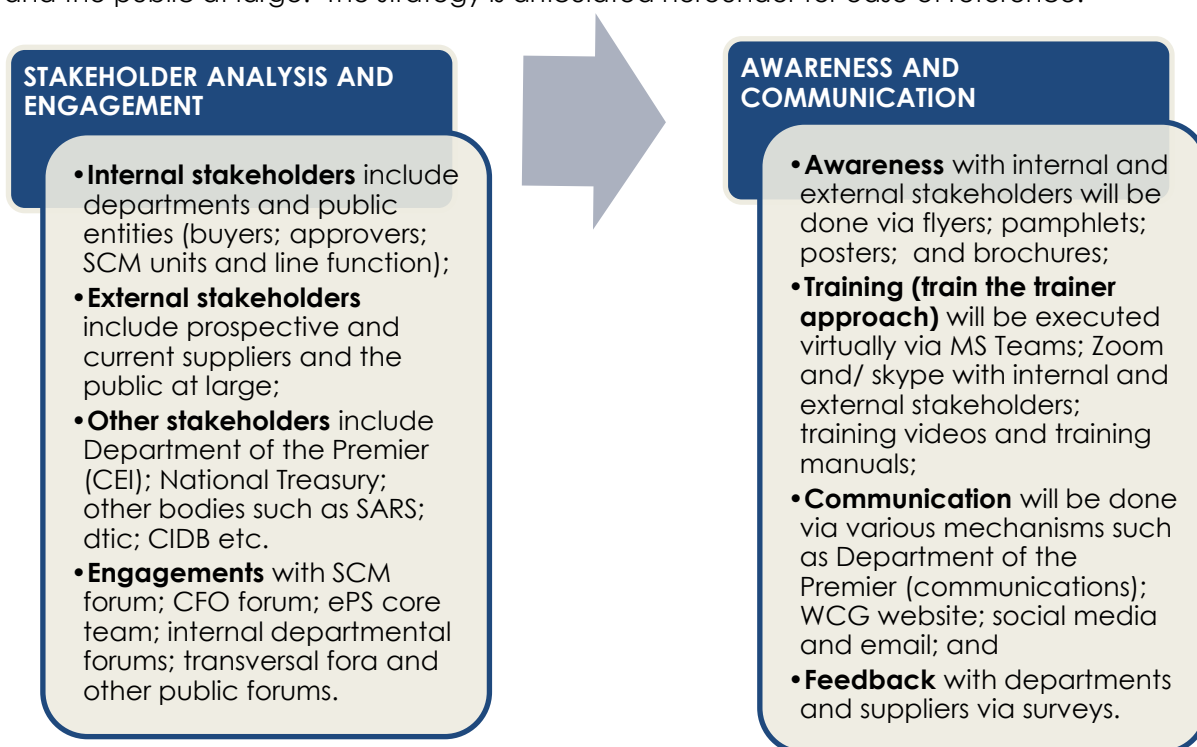 and the public at large. The strategy is articulated hereunder for ease of reference.
STAKEHOLDER ANALYSIS AND
ENGAGEMENT
•Internal stakeholders include
departments and public
entities (buyers; approvers;
SCM units and line function);
•External stakeholders
include prospective and
current suppliers and the
public at large;
•Other stakeholders include
Department of the Premier
(CEI); National Treasury;
other bodies such as SARS;
dtic; CIDB etc.
•Engagements with SCM
forum; CFO forum; ePS core
team; internal departmental
forums; transversal fora and
other public forums.
AWARENESS AND
COMMUNICATION
•Awareness with internal and
external stakeholders will be
done via flyers; pamphlets;
posters; and brochures;
•Training (train the trainer
approach) will be executed
virtually via MS Teams; Zoom
and/ skype with internal and
external stakeholders;
training videos and training
manuals;
•Communication will be done
via various mechanisms such
as Department of the
Premier (communications);
WCG website; social media
and email; and
•Feedback with departments
and suppliers via surveys.